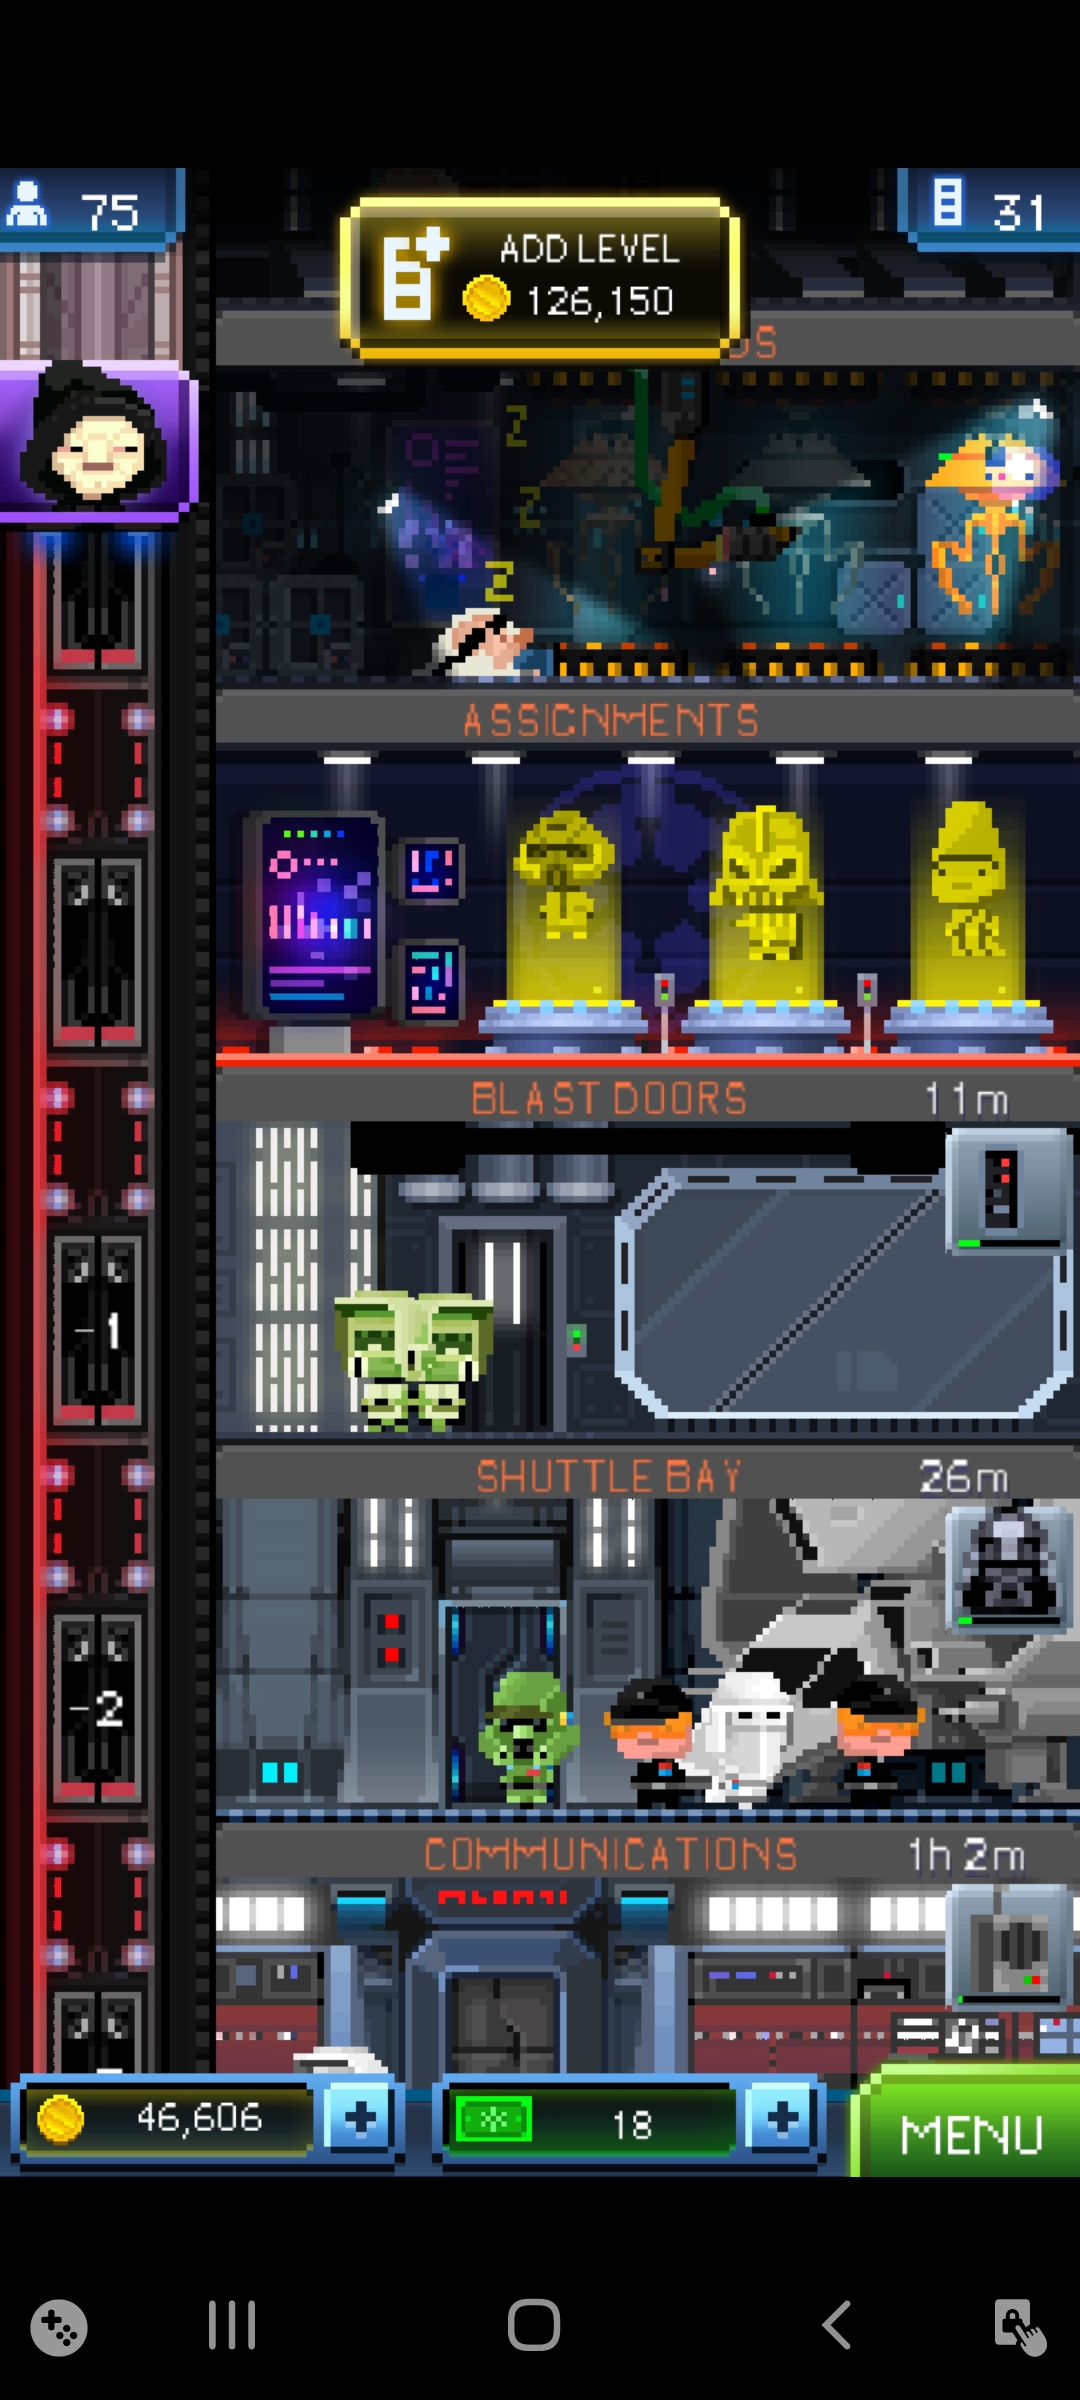 75
31
ADD LEVEL
126,150
Z
Z
Z
ASSIGNMENTS
BLAST DOORS 11m
-1
SHUTTLE BAY 26m
-2
COMMUNICATIONS 1h 2m
46,606
18
MENU